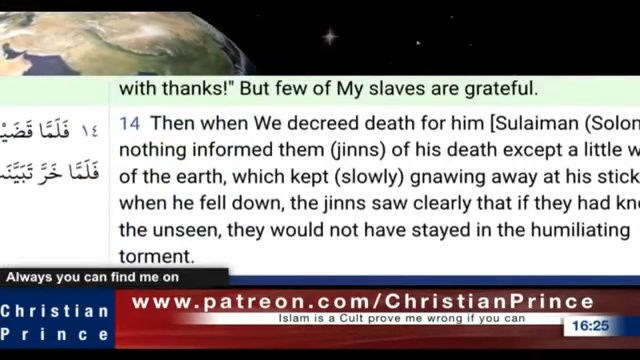 with thanks!" But few of My slaves are grateful.
١٤ فَلَمَّا قَضَيْ
14 Then when We decreed death for him [Sulaiman (Solon
nothing informed them (jinns) of his death except a little w
فَلَمَّا خَرَّ تَبَيَّنَتِ
of the earth, which kept (slowly) gnawing away at his stick
when he fell down, the jinns saw clearly that if they had kn
the unseen, they would not have stayed in the humiliating
torment.
Always you can find me on
Christian
Prince
www.patreon.com/ChristianPrince
Islam is a Cult prove me wrong if you can
16:25